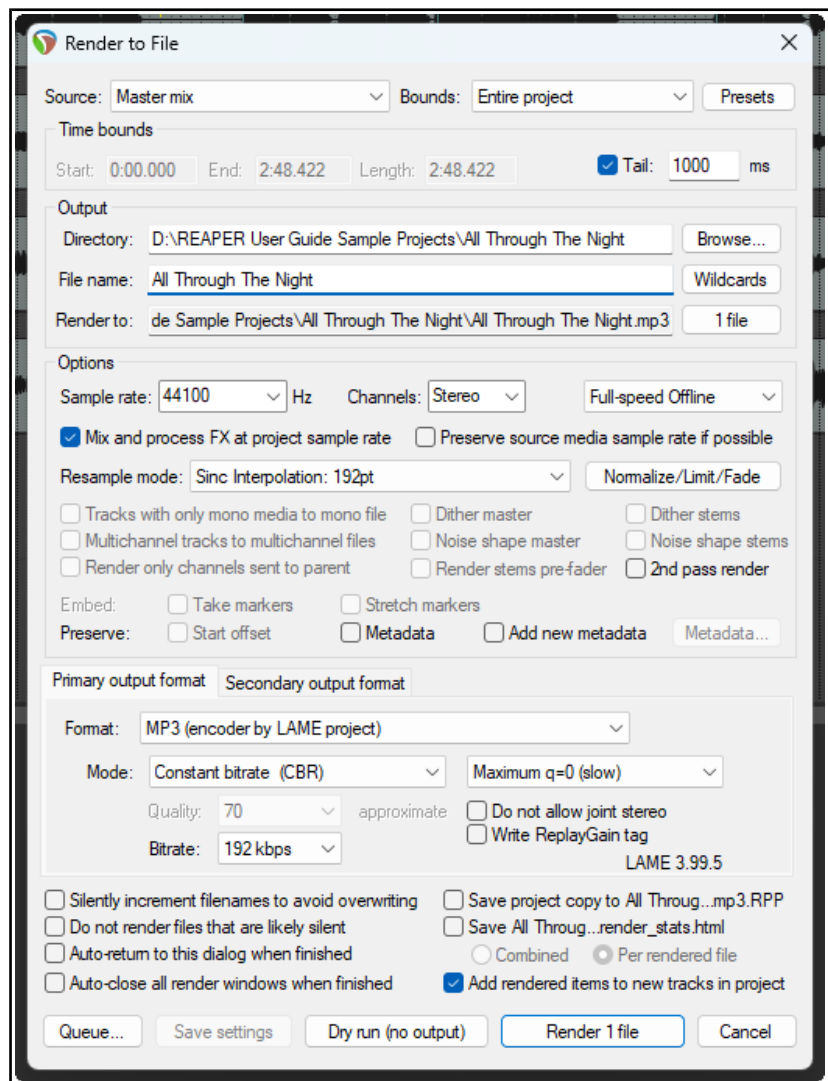 Render to File
Source: Master mix Bounds: Entire project Presets
Time bounds
Start: 0:00.000 End: 2:48.422 Length: 2:48.422 Tail: 1000 ms
Output
Directory: D:\REAPER User Guide Sample Projects\All Through The Night Browse...
File name: All Through The Night Wildcards
Render to: de Sample Projects\All Through The Night\All Through The Night.mp3 1 file
Options
Sample rate: 44100 Hz Channels: Stereo Full-speed Offline
Mix and process FX at project sample rate Preserve source media sample rate if possible
Resample mode: Sinc Interpolation: 192pt Normalize/Limit/Fade
Tracks with only mono media to mono file Dither master Dither stems
Multichannel tracks to multichannel files Noise shape master Noise shape stems
Render only channels sent to parent Render stems pre-fader 2nd pass render
Embed: Take markers Stretch markers
Preserve: Start offset Metadata Add new metadata Metadata...
Primary output format Secondary output format
Format: MP3 (encoder by LAME project)
Mode: Constant bitrate (CBR) Maximum q=0 (slow)
Quality: 70 approximate Do not allow joint stereo
Write ReplayGain tag
Bitrate: 192 kbps
LAME 3.99.5
Silently increment filenames to avoid overwriting Save project copy to All Throug...mp3.RPP
Do not render files that are likely silent Save All Throug...render_stats.html
Auto-return to this dialog when finished Combined Per rendered file
Auto-close all render windows when finished Add rendered items to new tracks in project
Queue... Save settings Dry run (no output) Render 1 file Cancel